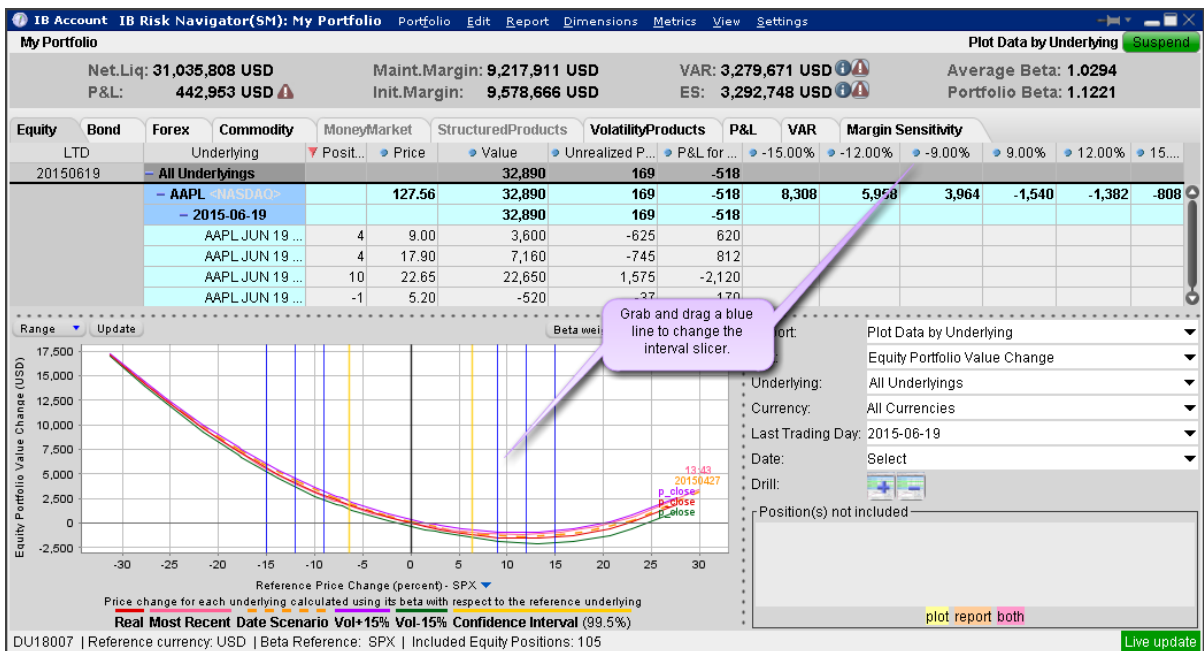 IB Account IB Risk Navigator(SM): My Portfolio Portfolio Edit Report Dimensions Metrics View Settings
My Portfolio Plot Data by Underlying Suspend
Net.Liq: 31,035,808 USD Maint.Margin: 9,217,911 USD VAR: 3,279,671 USD Average Beta: 1.0294
P&L: 442,953 USD Init.Margin: 9,578,666 USD ES: 3,292,748 USD Portfolio Beta: 1.1221
Equity Bond Forex Commodity MoneyMarket StructuredProducts VolatilityProducts P&L VAR Margin Sensitivity
LTD Underlying Posit... Price Value Unrealized P... P&L for ... -15.00% -12.00% -9.00% 9.00% 12.00% 15....
20150619 – All Underlyings 32,890 169 -518
– AAPL <NASDAQ> 127.56 32,890 169 -518 8,308 5,958 3,964 -1,540 -1,382 -808
– 2015-06-19 32,890 169 -518
AAPL JUN 19 ... 4 9.00 3,600 -625 620
AAPL JUN 19 ... 4 17.90 7,160 -745 812
AAPL JUN 19 ... 10 22.65 22,650 1,575 -2,120
AAPL JUN 19 ... -1 5.20 -520 -37 170
Grab and drag a blue
line to change the
interval slicer.
Range Update Beta wei
Equity Portfolio Value Change (USD)
17,500
15,000
12,500
10,000
7,500
5,000
2,500
0
-2,500
13:43
20150427
p_close
p_close
p_close
-30 -25 -20 -15 -10 -5 0 5 10 15 20 25 30
Reference Price Change (percent) - SPX
Price change for each underlying calculated using its beta with respect to the reference underlying
Real Most Recent Date Scenario Vol+15% Vol-15% Confidence Interval (99.5%)
ort: Plot Data by Underlying
Equity Portfolio Value Change
Underlying: All Underlyings
Currency: All Currencies
Last Trading Day: 2015-06-19
Date: Select
Drill:
Position(s) not included
plot report both
DU18007 | Reference currency: USD | Beta Reference: SPX | Included Equity Positions: 105 Live update